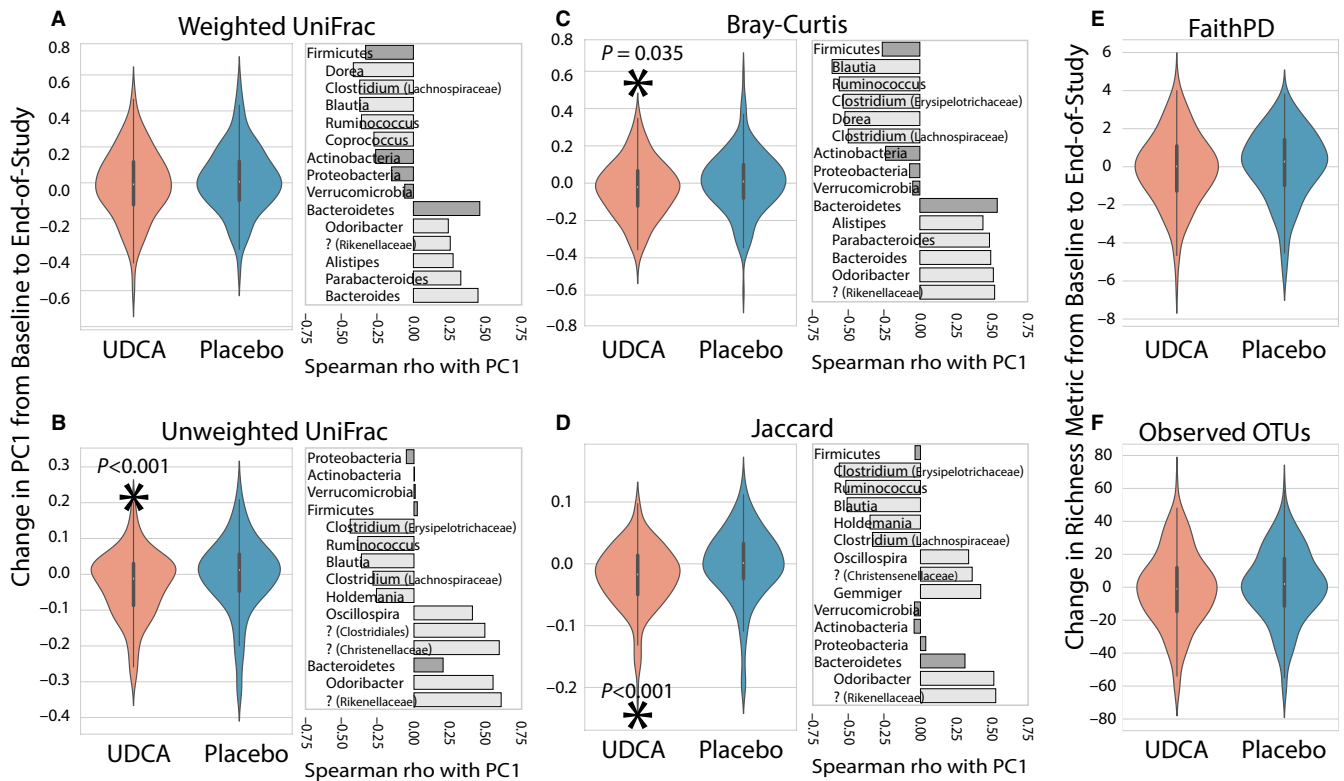 A
Weighted UniFrac
0.8
0.6
0.4
0.2
0.0
−0.2
−0.4
−0.6
UDCA
Placebo
Firmicutes
Dorea
Clostridium (Lachnospiraceae)
Blautia
Ruminococcus
Coprococcus
Actinobacteria
Proteobacteria
Verrucomicrobia
Bacteroidetes
Odoribacter
? (Rikenellaceae)
Alistipes
Parabacteroides
Bacteroides
-0.75
-0.50
-0.25
0.00
0.25
0.50
0.75
Spearman rho with PC1
Change in PC1 from Baseline to End-of-Study
B
Unweighted UniFrac
P<0.001
0.3
0.2
0.1
0.0
−0.1
−0.2
−0.3
−0.4
UDCA
Placebo
Proteobacteria
Actinobacteria
Verrucomicrobia
Firmicutes
Clostridium (Erysipelotrichaceae)
Ruminococcus
Blautia
Clostridium (Lachnospiraceae)
Holdemania
Oscillospira
? (Clostridiales)
? (Christenellaceae)
Bacteroidetes
Odoribacter
? (Rikenellaceae)
-0.75
-0.50
-0.25
0.00
0.25
0.50
0.75
Spearman rho with PC1
C
Bray-Curtis
P = 0.035
0.8
0.6
0.4
0.2
0.0
−0.2
−0.4
−0.6
−0.8
UDCA
Placebo
Firmicutes
Blautia
Ruminococcus
Clostridium (Erysipelotrichaceae)
Dorea
Clostridium (Lachnospiraceae)
Actinobacteria
Proteobacteria
Verrucomicrobia
Bacteroidetes
Alistipes
Parabacteroides
Bacteroides
Odoribacter
? (Rikenellaceae)
-0.75
-0.50
-0.25
0.00
0.25
0.50
0.75
Spearman rho with PC1
D
Jaccard
0.1
0.0
−0.1
−0.2
P<0.001
UDCA
Placebo
Firmicutes
Clostridium (Erysipelotrichaceae)
Ruminococcus
Blautia
Holdemania
Clostridium (Lachnospiraceae)
Oscillospira
? (Christensenellaceae)
Gemmiger
Verrucomicrobia
Actinobacteria
Proteobacteria
Bacteroidetes
Odoribacter
? (Rikenellaceae)
-0.75
-0.50
-0.25
0.00
0.25
0.50
0.75
Spearman rho with PC1
Change in Richness Metric from Baseline to End-of-Study
E
FaithPD
6
4
2
0
−2
−4
−6
−8
UDCA
Placebo
F
Observed OTUs
80
60
40
20
0
−20
−40
−60
−80
UDCA
Placebo